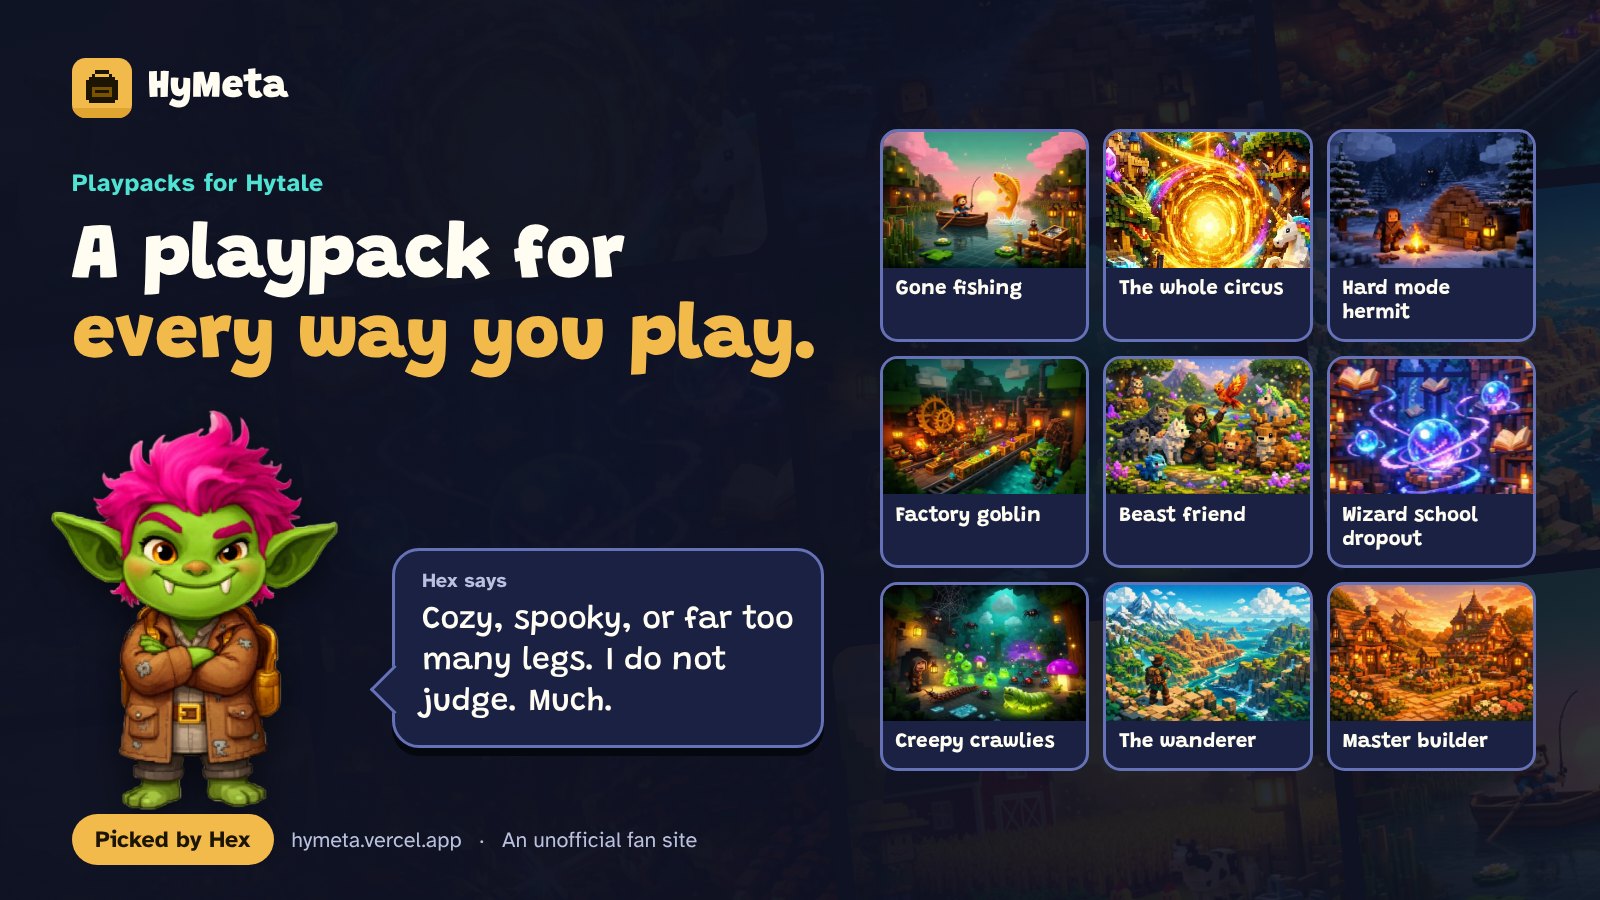 HyMeta
Playpacks for Hytale
A playpack for
every way you play.
Hex says
Cozy, spooky, or far too
many legs. I do not
judge. Much.
Picked by Hex
hymeta.vercel.app · An unofficial fan site
Gone fishing
The whole circus
Hard mode
hermit
Factory goblin
Beast friend
Wizard school
dropout
Creepy crawlies
The wanderer
Master builder